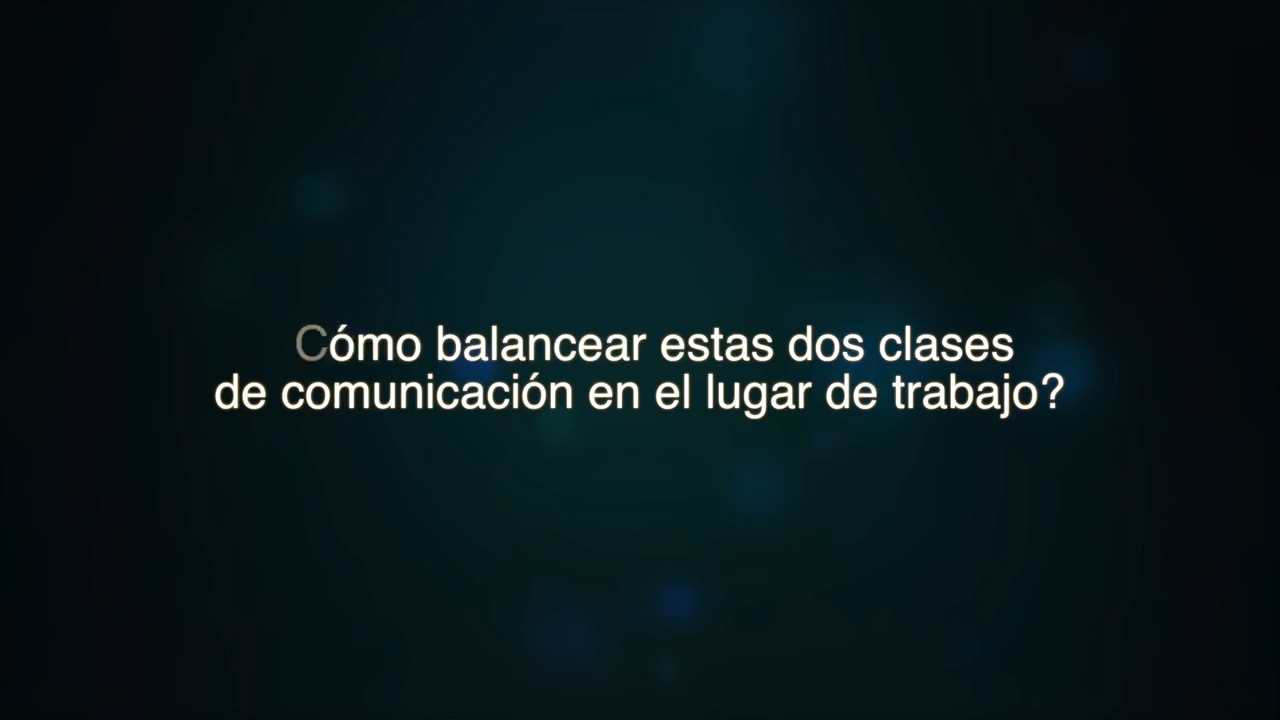 Cómo balancear estas dos clases
de comunicación en el lugar de trabajo?